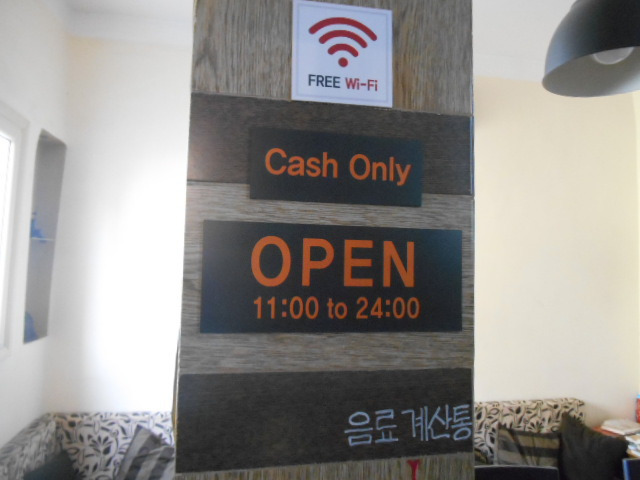 FREE Wi-Fi
Cash Only
OPEN
11:00 to 24:00
음료 계산통